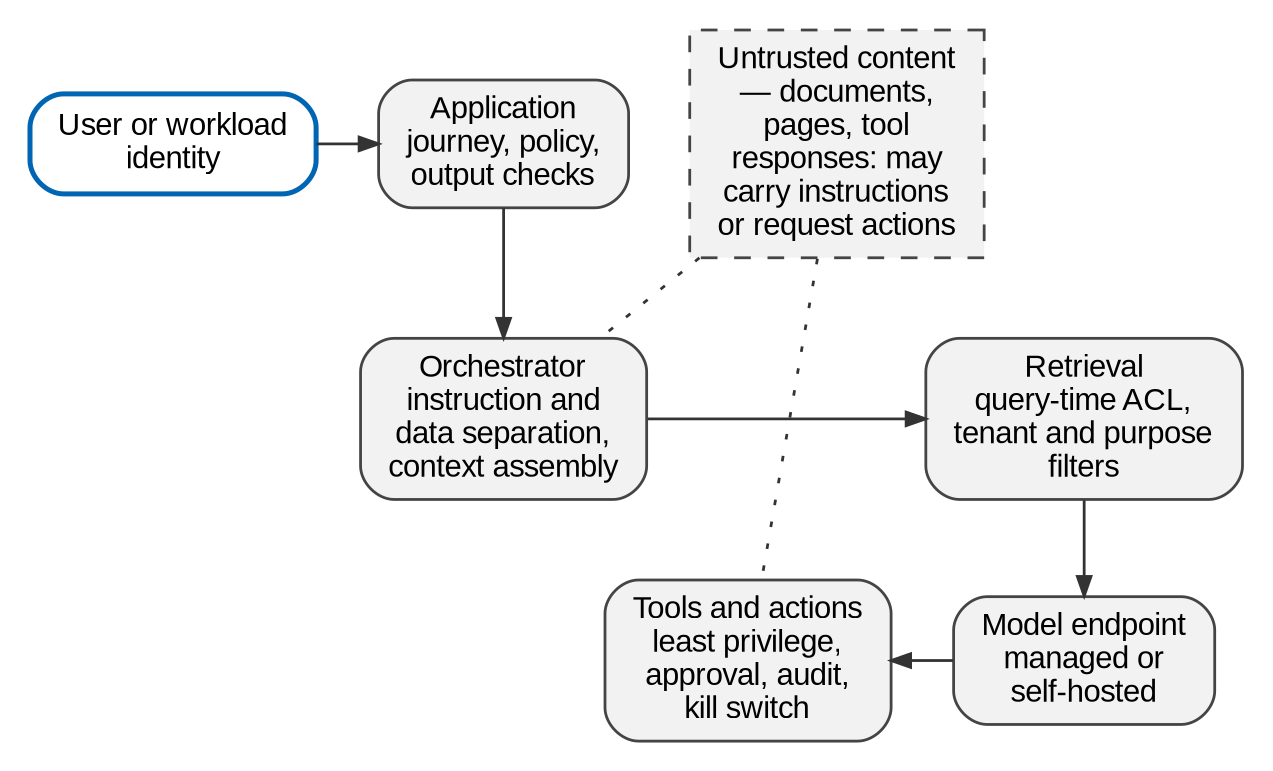 User or workload
identity
Application
journey, policy,
output checks
Untrusted content
— documents,
pages, tool
responses: may
carry instructions
or request actions
Orchestrator
instruction and
data separation,
context assembly
Retrieval
query-time ACL,
tenant and purpose
filters
Tools and actions
least privilege,
approval, audit,
kill switch
Model endpoint
managed or
self-hosted